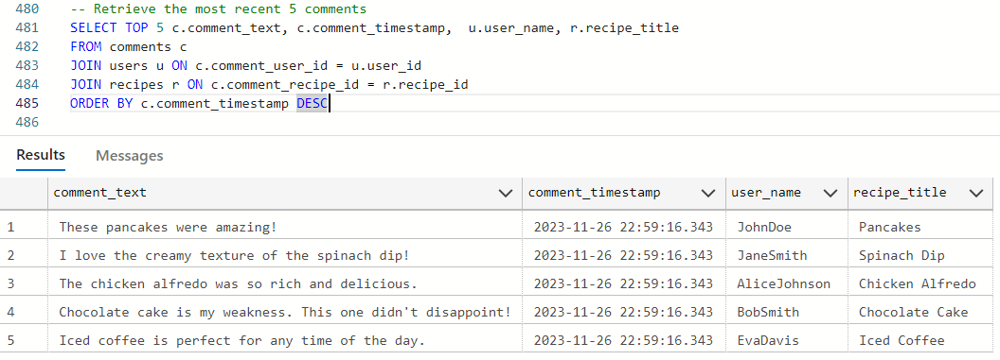 480 -- Retrieve the most recent 5 comments
481 SELECT TOP 5 c.comment_text, c.comment_timestamp,  u.user_name, r.recipe_title
482 FROM comments c
483 JOIN users u ON c.comment_user_id = u.user_id
484 JOIN recipes r ON c.comment_recipe_id = r.recipe_id
485 ORDER BY c.comment_timestamp DESC
486
Results Messages
comment_text comment_timestamp user_name recipe_title
1 These pancakes were amazing! 2023-11-26 22:59:16.343 JohnDoe Pancakes
2 I love the creamy texture of the spinach dip! 2023-11-26 22:59:16.343 JaneSmith Spinach Dip
3 The chicken alfredo was so rich and delicious. 2023-11-26 22:59:16.343 AliceJohnson Chicken Alfredo
4 Chocolate cake is my weakness. This one didn't disappoint! 2023-11-26 22:59:16.343 BobSmith Chocolate Cake
5 Iced coffee is perfect for any time of the day. 2023-11-26 22:59:16.343 EvaDavis Iced Coffee